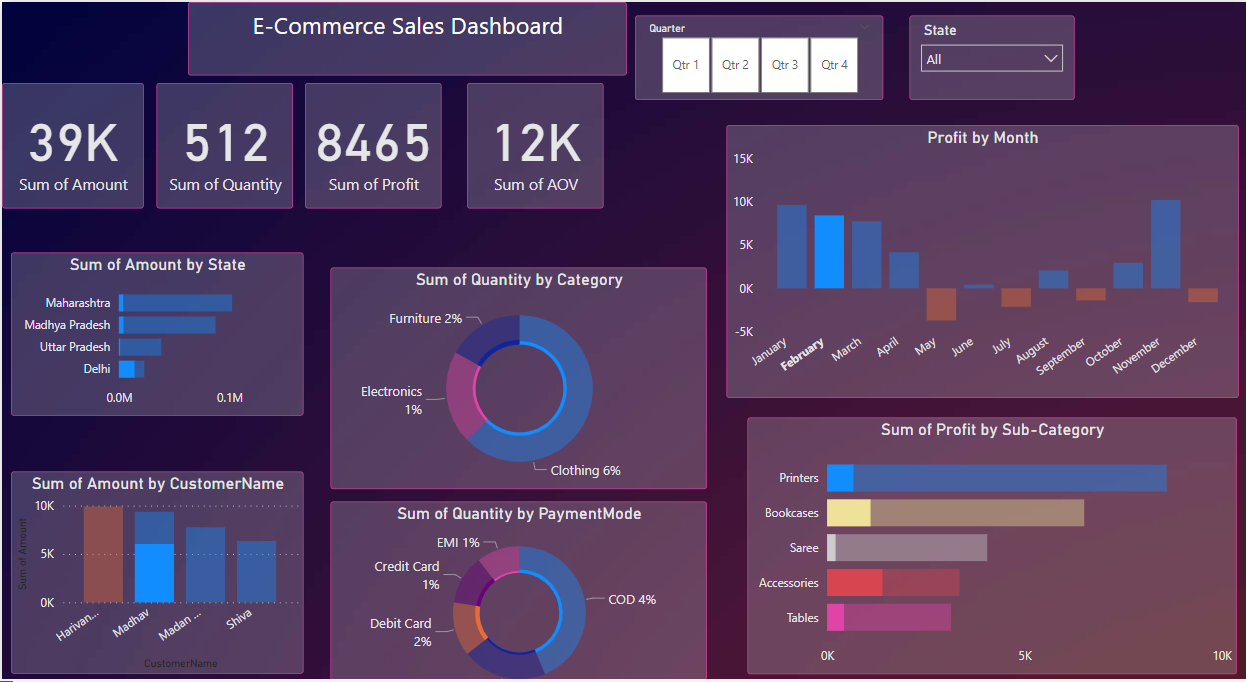 E-Commerce Sales Dashboard
Quarter
Qtr 1
Qtr 2
Qtr 3
Qtr 4
State
All
39K
Sum of Amount
512
Sum of Quantity
8465
Sum of Profit
12K
Sum of AOV
Profit by Month
15K
10K
5K
0K
-5K
January
February
March
April
May
June
July
August
September
October
November
December
Sum of Amount by State
Maharashtra
Madhya Pradesh
Uttar Pradesh
Delhi
0.0M
0.1M
Sum of Quantity by Category
Furniture 2%
Electronics
1%
Clothing 6%
Sum of Profit by Sub-Category
Printers
Bookcases
Saree
Accessories
Tables
0K
5K
10K
Sum of Amount by CustomerName
Sum of Amount
10K
5K
0K
Harivan...
Madhav
Madan ...
Shiva
CustomerName
Sum of Quantity by PaymentMode
EMI 1%
Credit Card
1%
Debit Card
2%
COD 4%